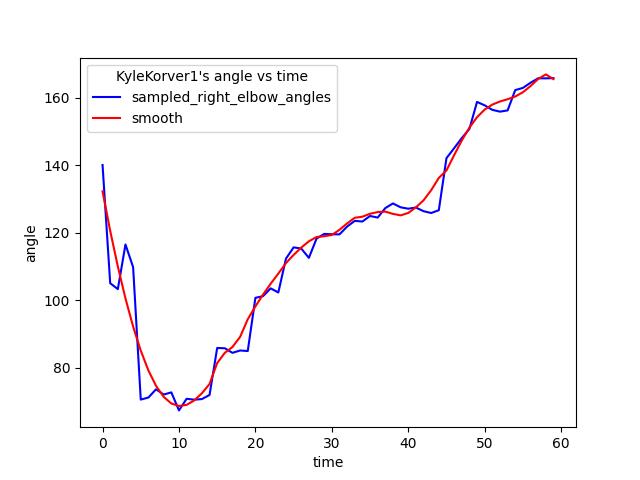 KyleKorver1's angle vs time
sampled_right_elbow_angles
smooth
angle
160
140
120
100
80
0 10 20 30 40 50 60
time